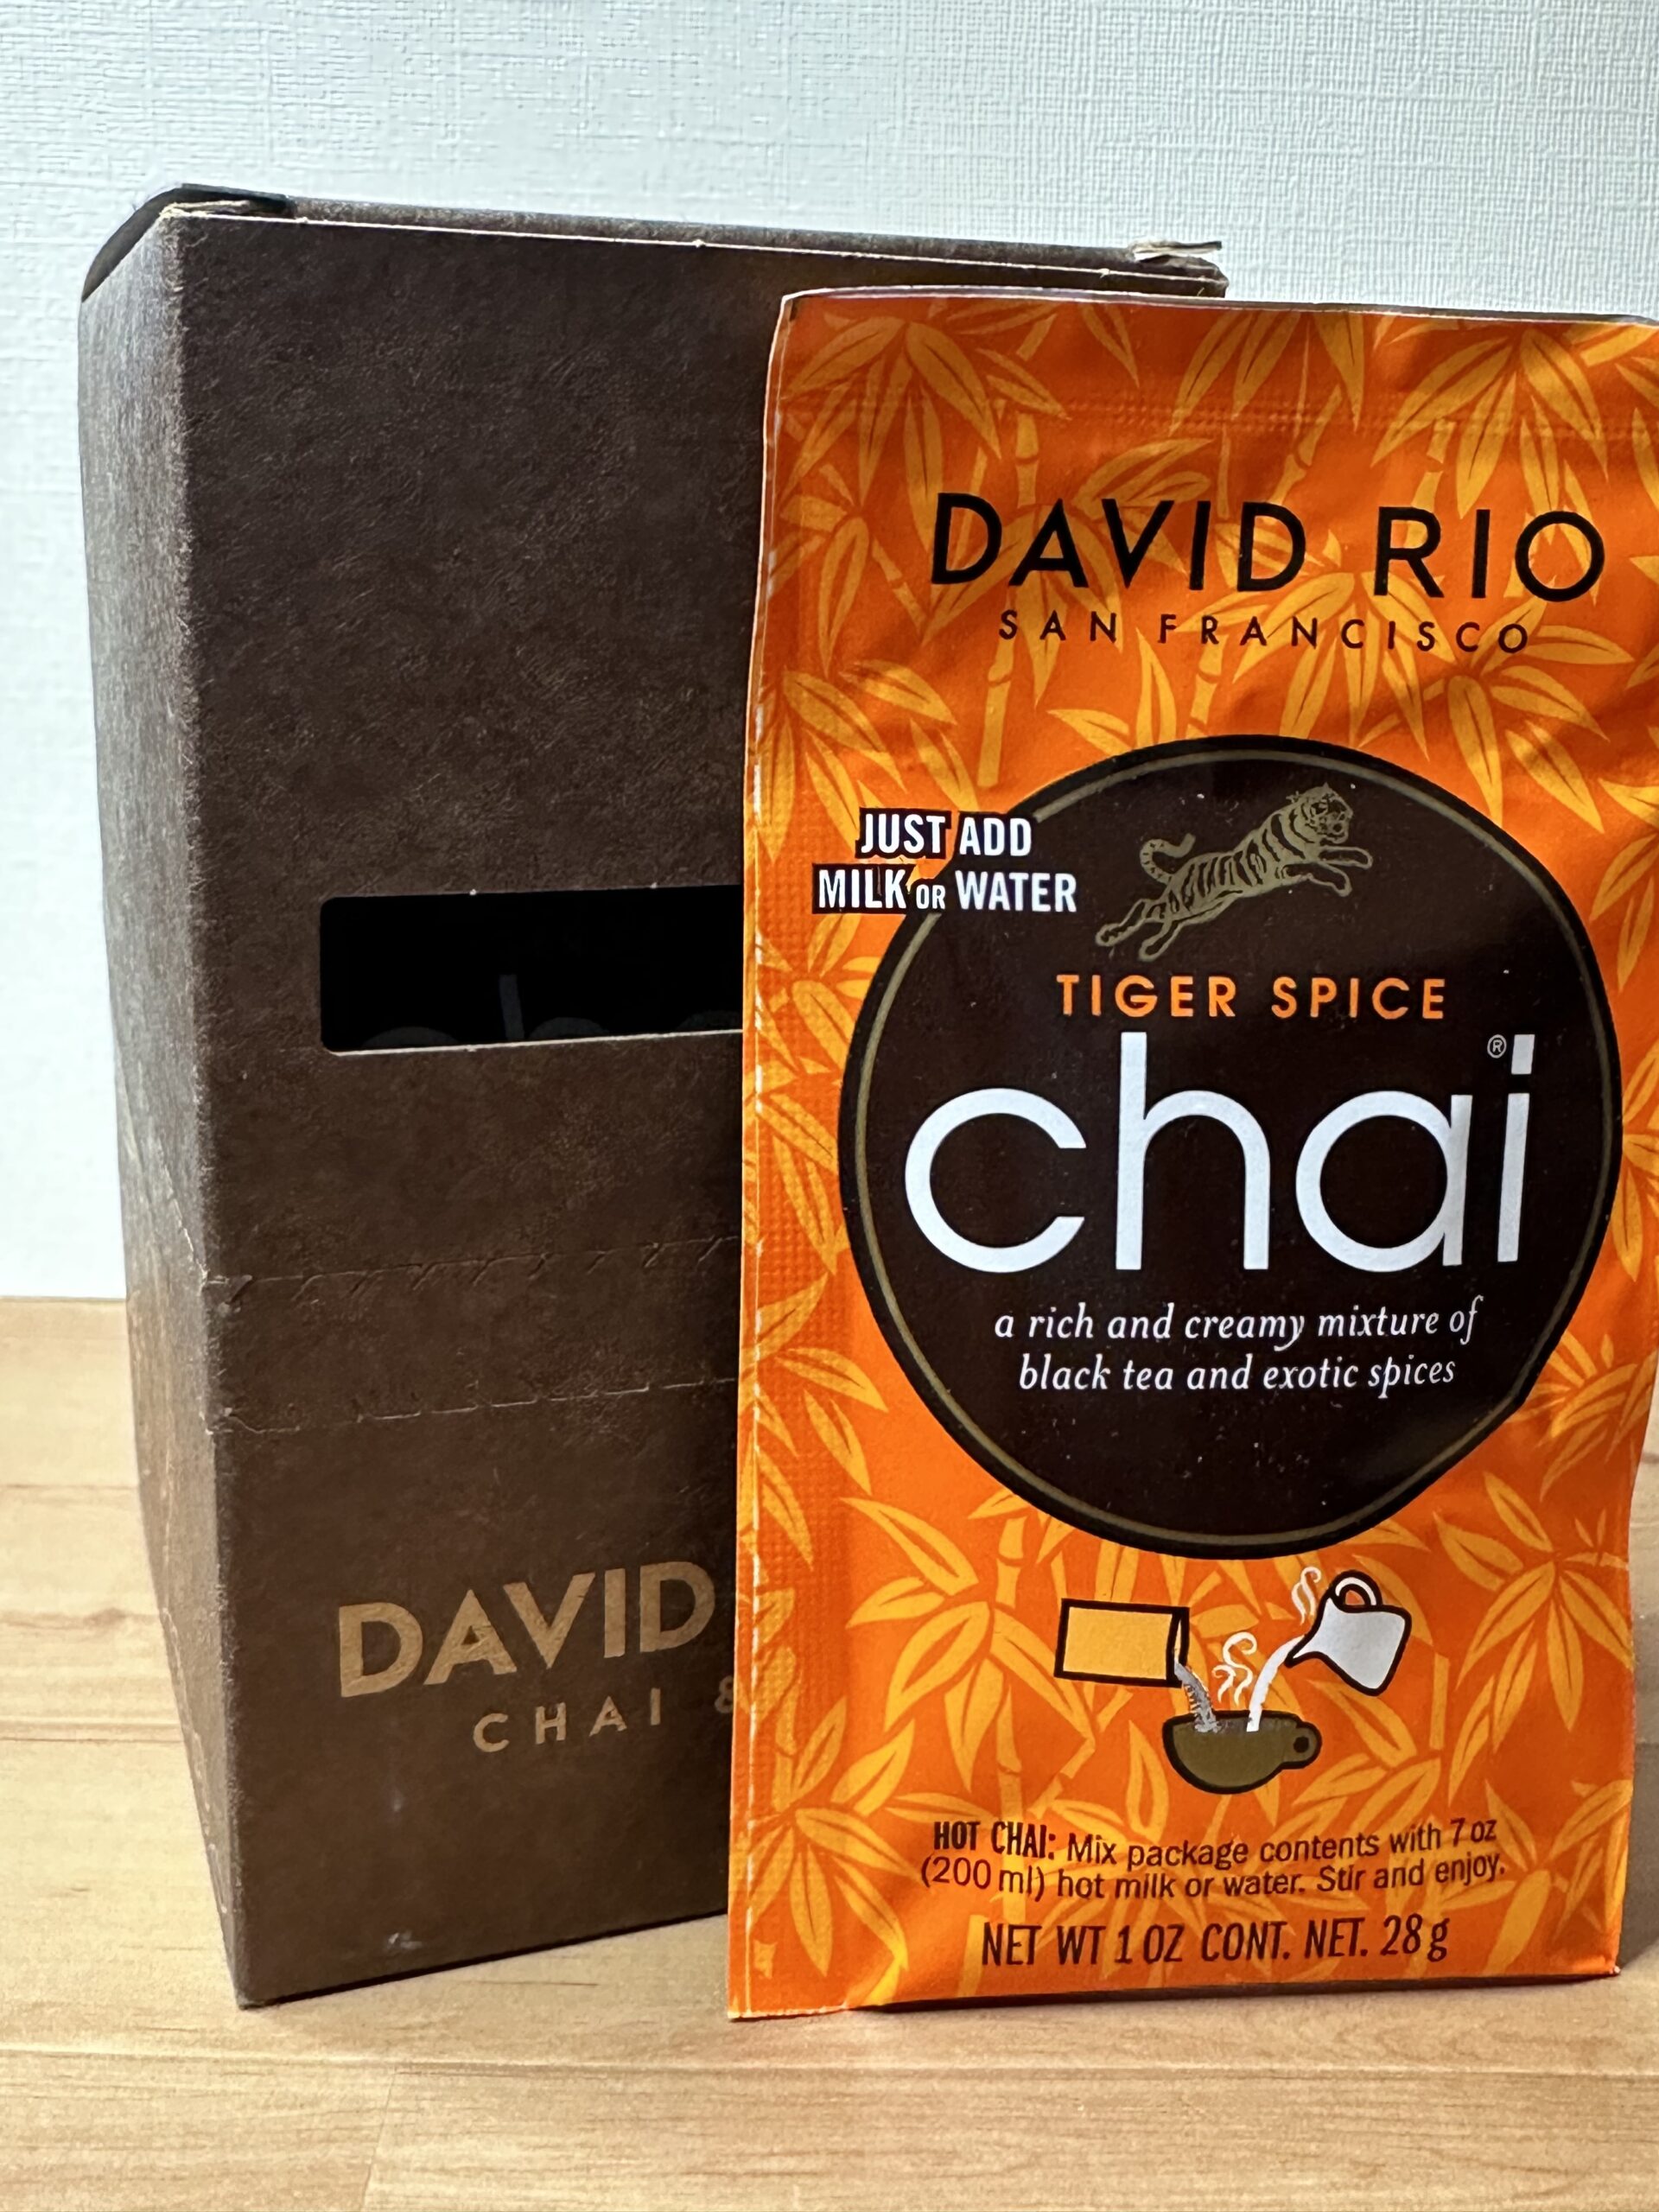 DAVID
CHAI &
DAVID RIO
SAN FRANCISCO
JUST ADD
MILK OR WATER
TIGER SPICE
chai®
a rich and creamy mixture of
black tea and exotic spices
HOT CHAI: Mix package contents with 7 oz
(200 ml) hot milk or water. Stir and enjoy.
NET WT 1 OZ CONT. NET. 28 g